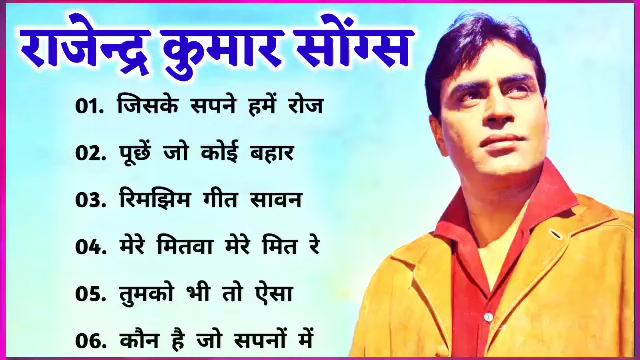 राजेन्द्र कुमार सोंग्स
01. जिसके सपने हमें रोज
02. पूछें जो कोई बहार
03. रिमझिम गीत सावन
04. मेरे मितवा मेरे मित रे
05. तुमको भी तो ऐसा
06. कौन है जो सपनों में